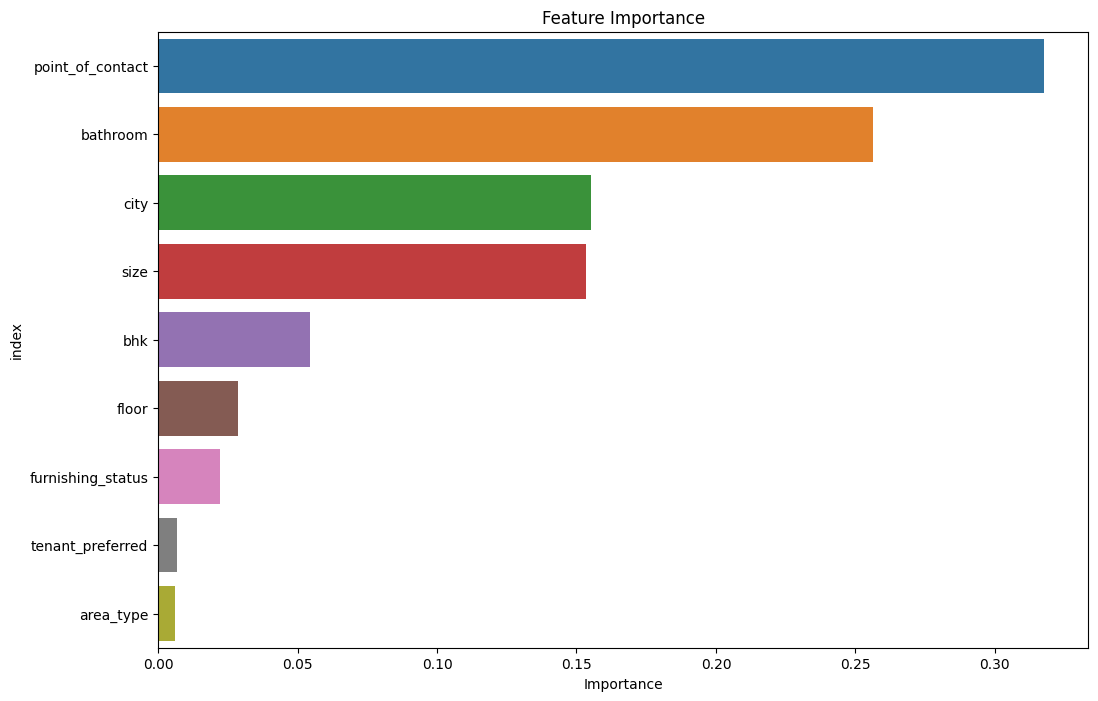 Feature Importance
point_of_contact
bathroom
city
size
bhk
floor
furnishing_status
tenant_preferred
area_type
index
0.00 0.05 0.10 0.15 0.20 0.25 0.30
Importance